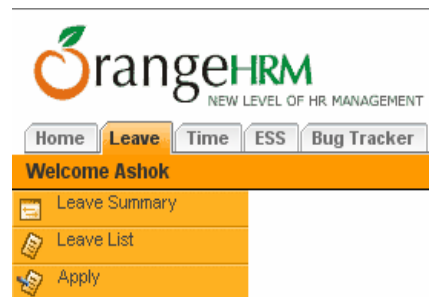 OrangeHRM
NEW LEVEL OF HR MANAGEMENT
Home Leave Time ESS Bug Tracker
Welcome Ashok
Leave Summary
Leave List
Apply